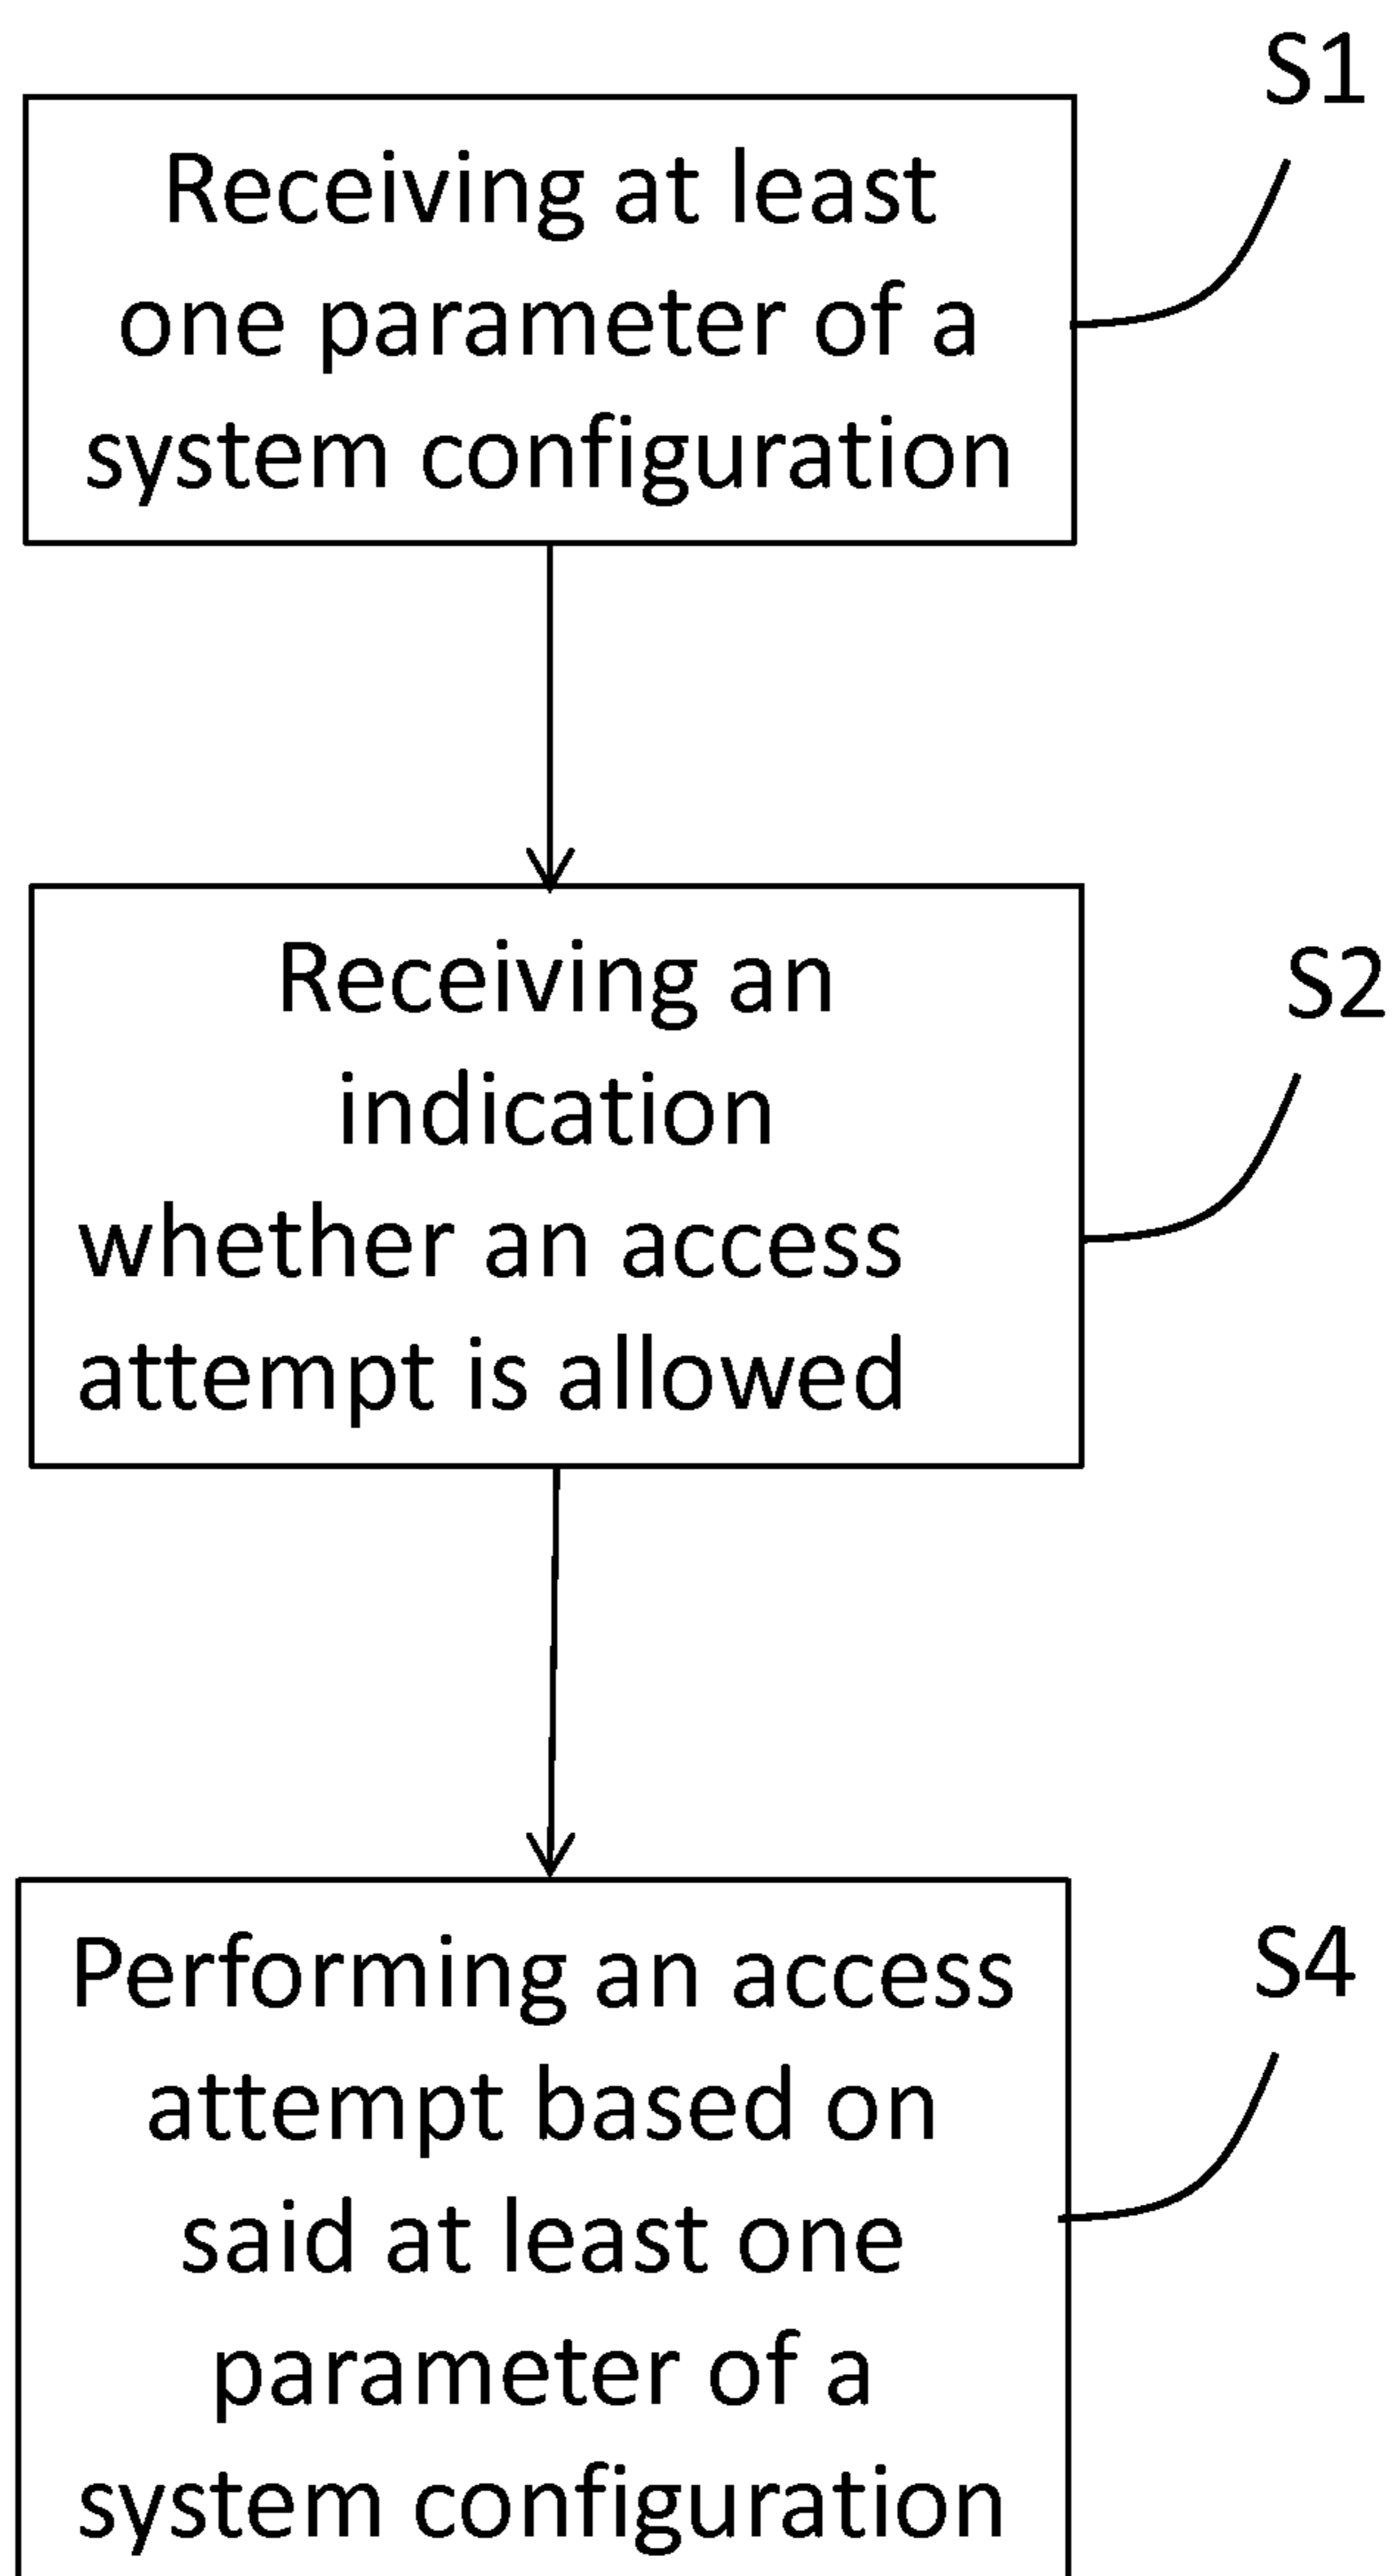 S1
Receiving at least
one parameter of a
system configuration
Receiving an
indication
whether an access
attempt is allowed
S2
Performing an access
attempt based on
said at least one
parameter of a
system configuration
S4